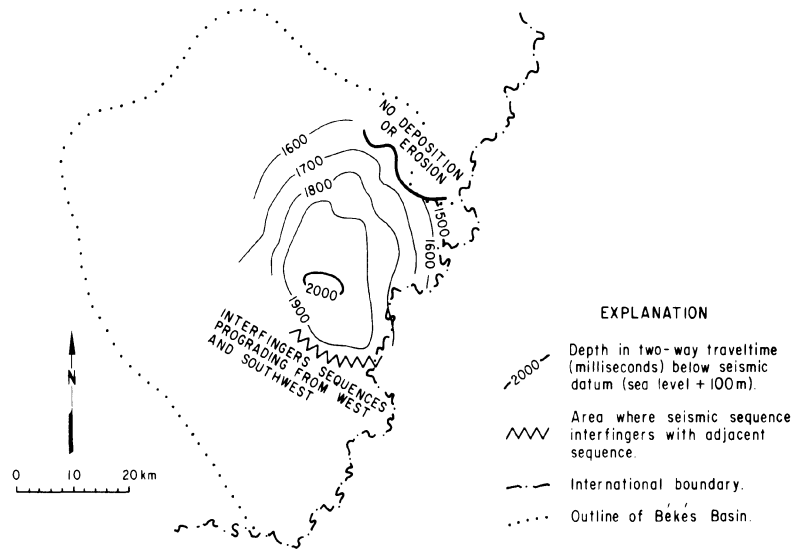 NO DEPOSITION
OR EROSION
1600
1700
1800
1500
1600
2000
1900
INTERFINGERS SEQUENCES
PROGRADING FROM WEST
AND SOUTHWEST
N
0 10 20 km
EXPLANATION
-2000- Depth in two-way traveltime
(milliseconds) below seismic
datum (sea level + 100m).
Area where seismic sequence
interfingers with adjacent
sequence.
International boundary.
Outline of Békés Basin.